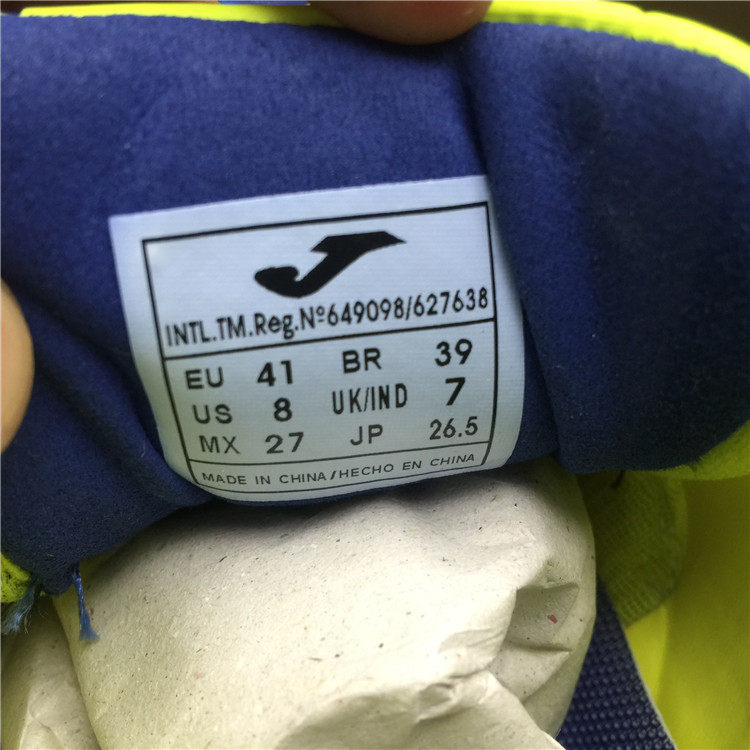 INTL.TM.Reg.Nº649098/627638
EU 41 BR 39
US 8 UK/IND 7
MX 27 JP 26.5
MADE IN CHINA/HECHO EN CHINA